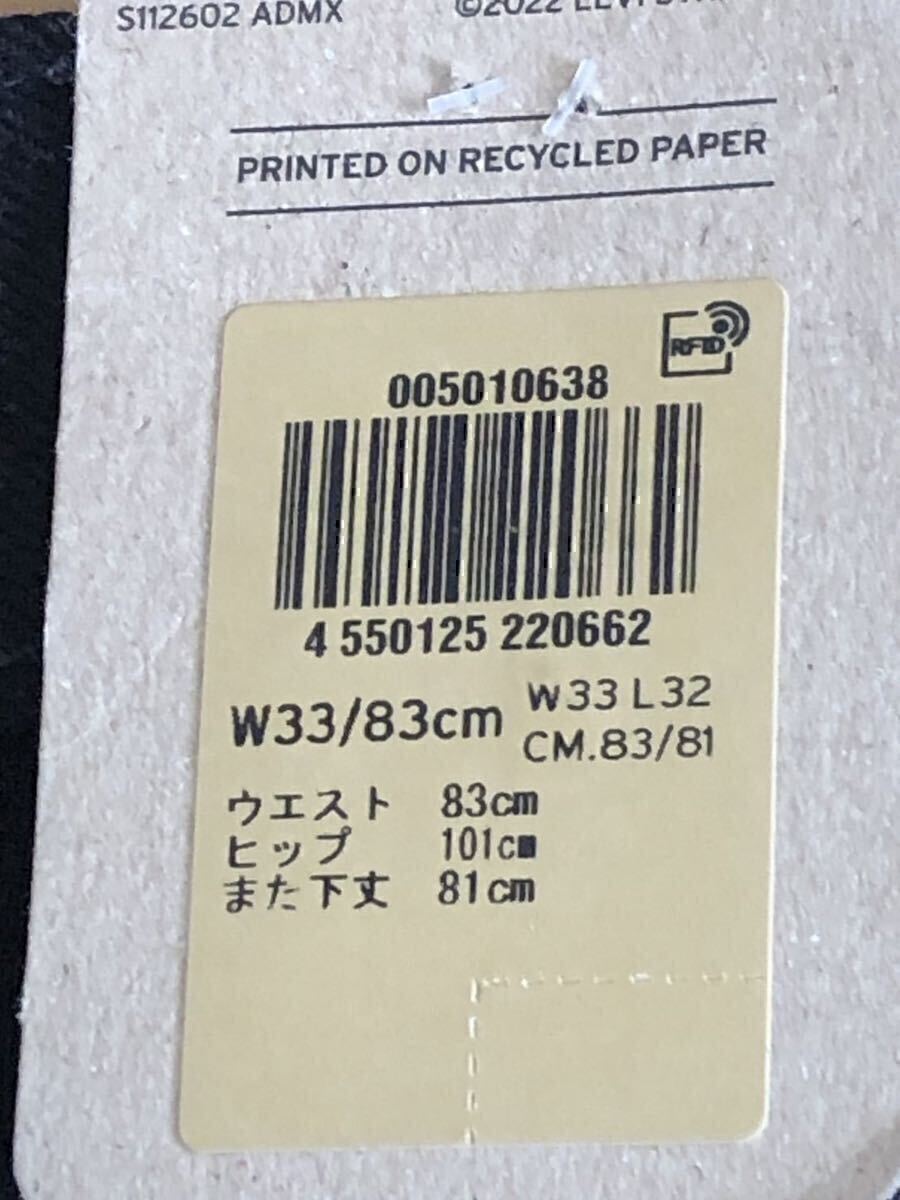 S112602 ADMX ©2022
PRINTED ON RECYCLED PAPER
RFID
005010638
4 550125 220662
W33/83cm
W33 L32
CM.83/81
ウエスト 83cm
ヒップ 101cm
また下丈 81cm